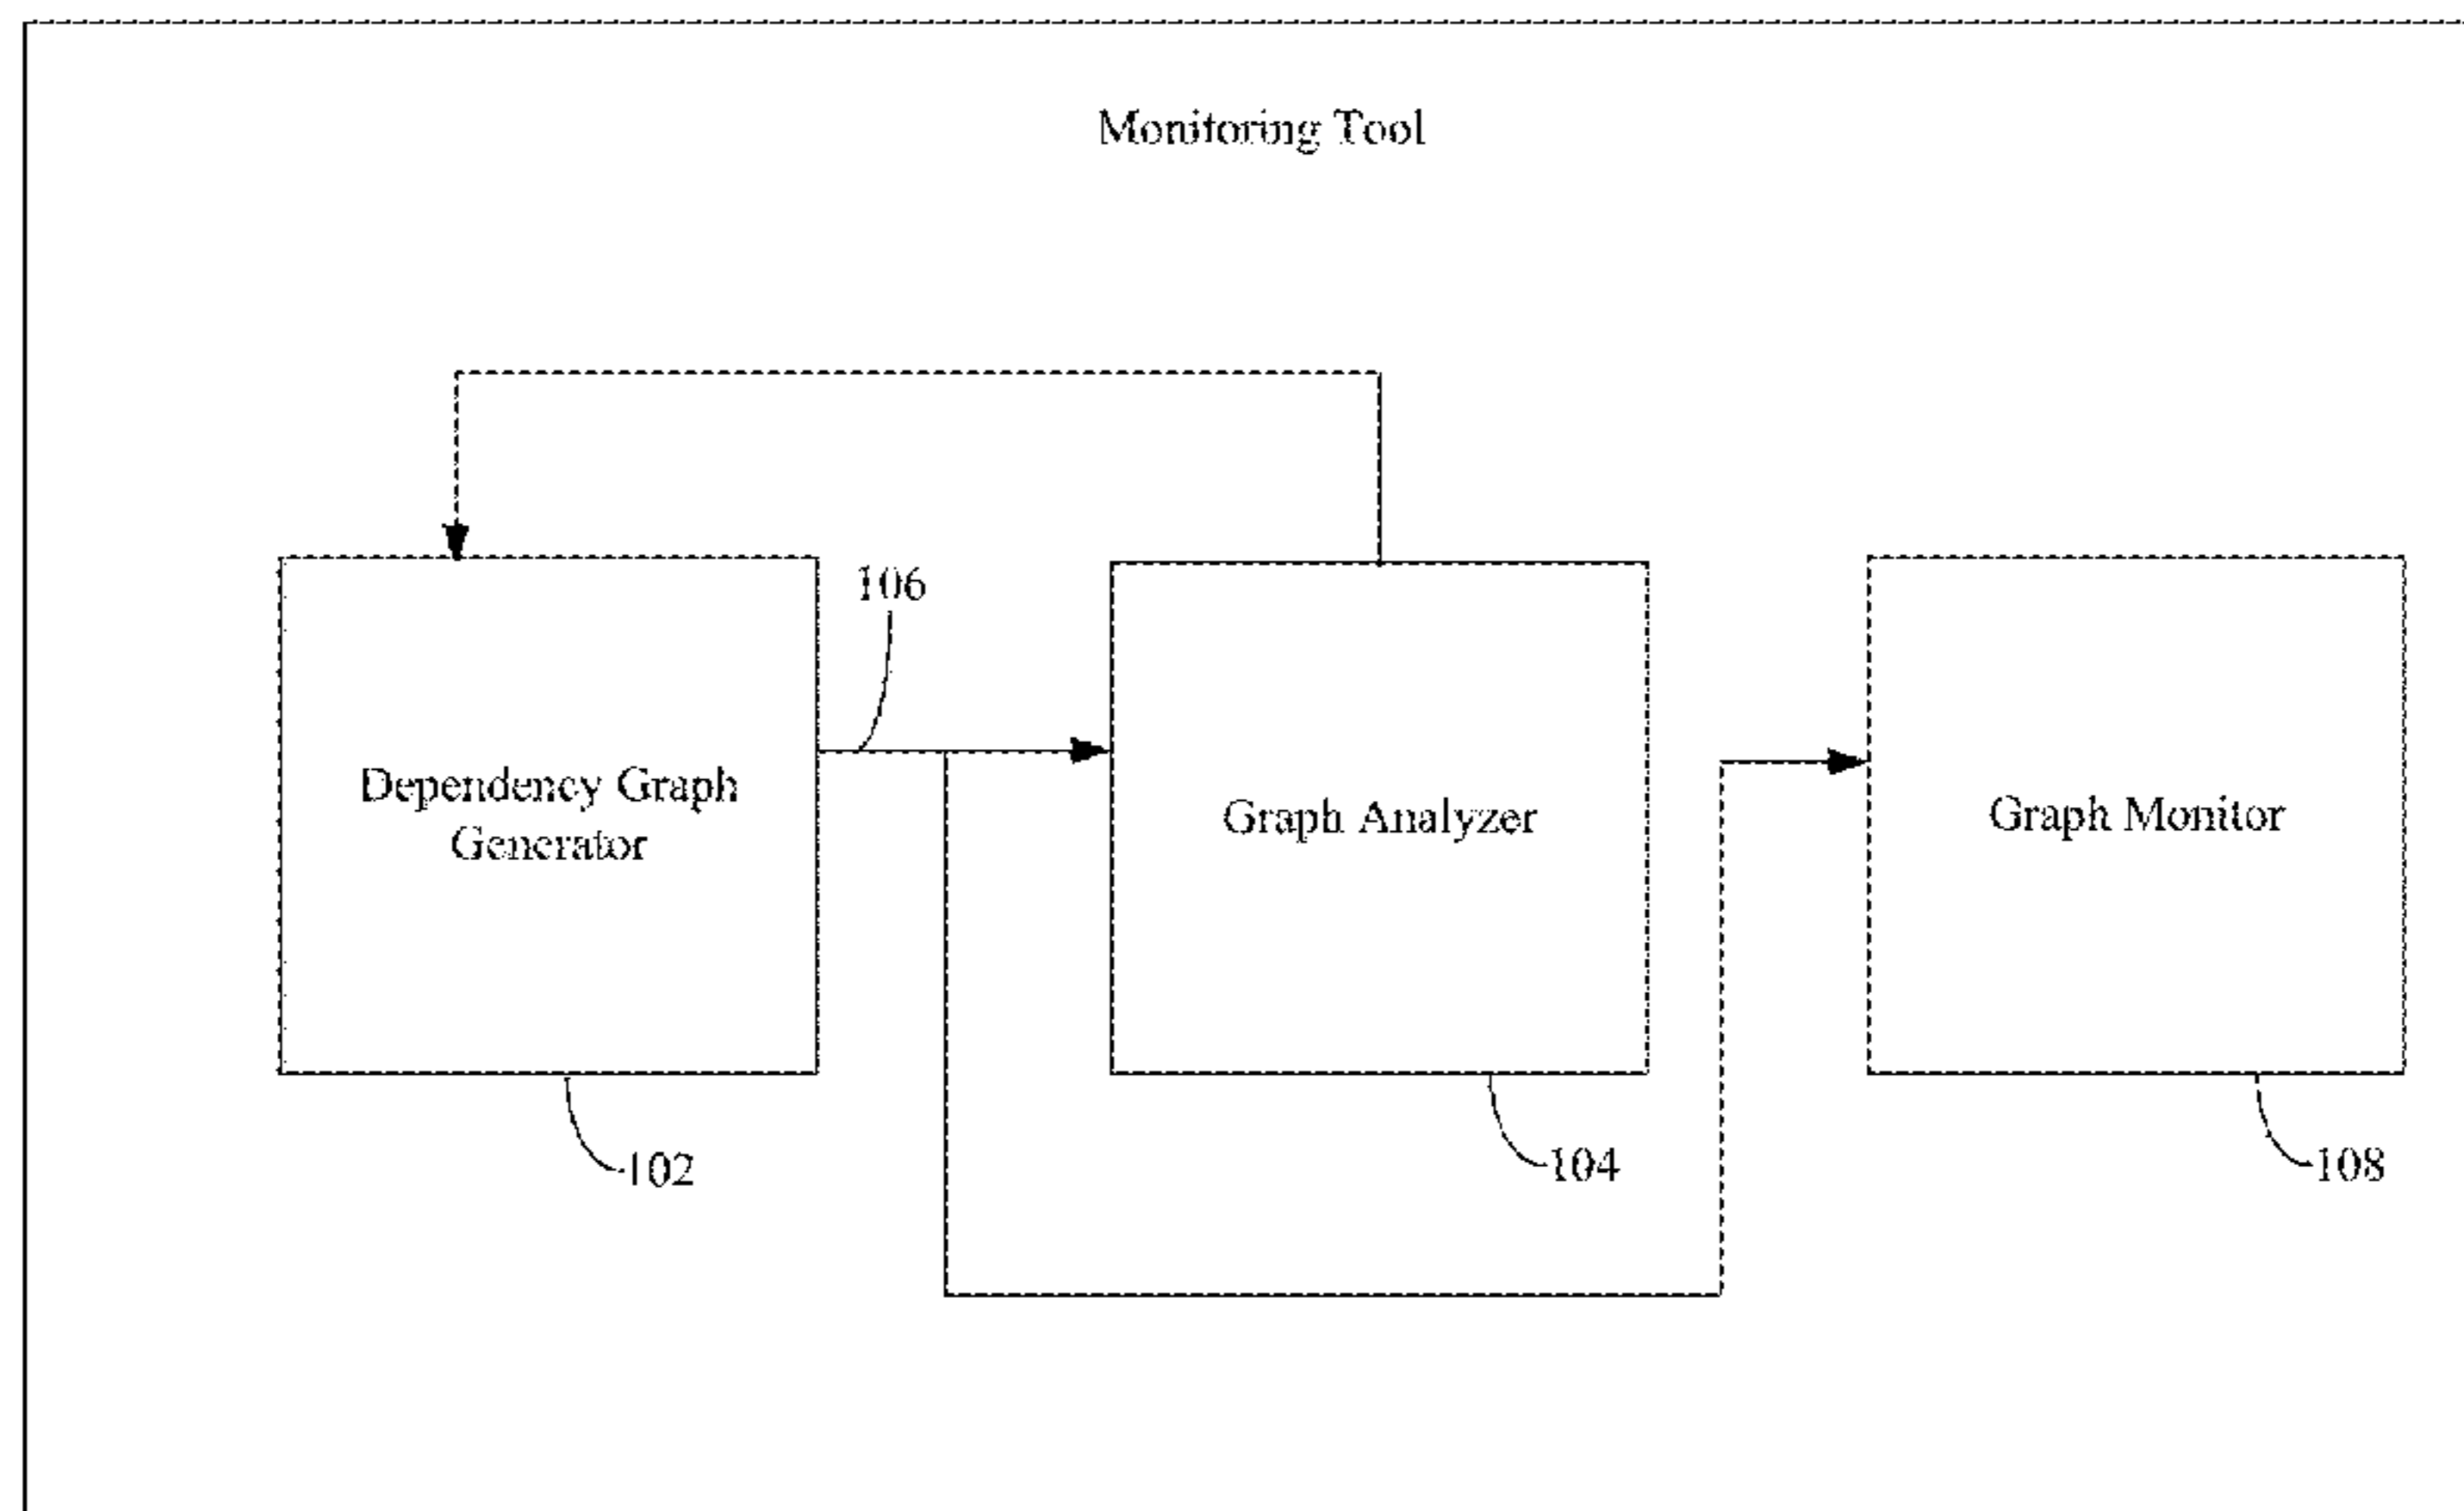 Monitoring Tool
106
Dependency Graph
Generator
Graph Analyzer
Graph Monitor
102
104
108